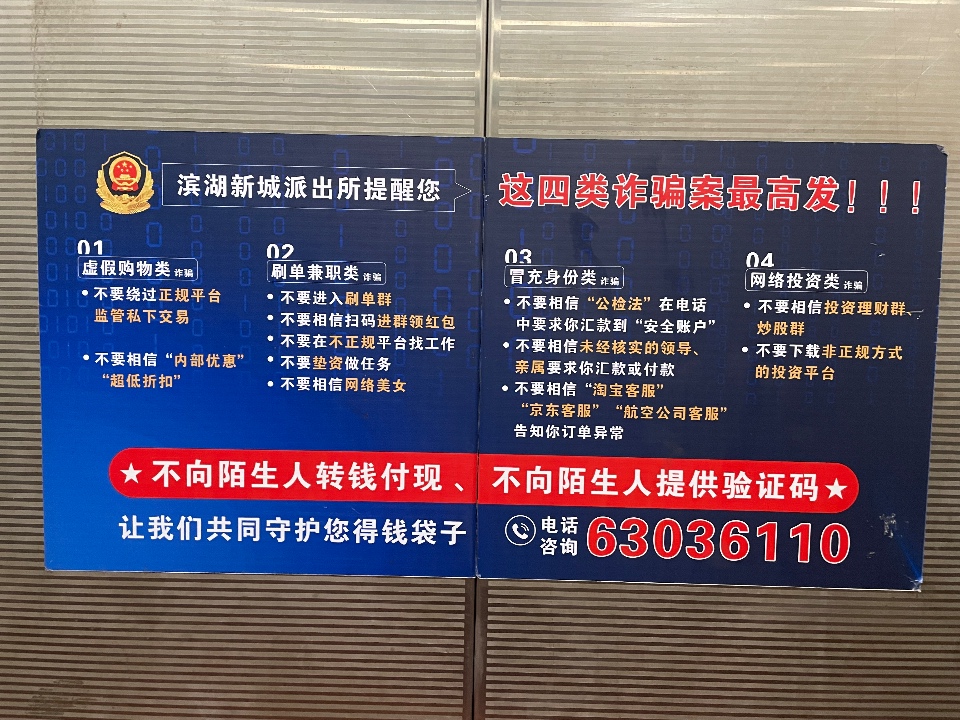 滨湖新城派出所提醒您
这四类诈骗案最高发！！！
01
虚假购物类 诈骗
•不要绕过正规平台
监管私下交易
•不要相信“内部优惠”
“超低折扣”
02
刷单兼职类 诈骗
•不要进入刷单群
•不要相信扫码进群领红包
•不要在不正规平台找工作
•不要垫资做任务
•不要相信网络美女
03
冒充身份类 诈骗
•不要相信“公检法”在电话
中要求你汇款到“安全账户”
•不要相信未经核实的领导、
亲属要求你汇款或付款
•不要相信“淘宝客服”
“京东客服”“航空公司客服”
告知你订单异常
04
网络投资类 诈骗
•不要相信投资理财群、
炒股群
•不要下载非正规方式
的投资平台
★不向陌生人转钱付现、不向陌生人提供验证码★
让我们共同守护您得钱袋子
电话
咨询
63036110